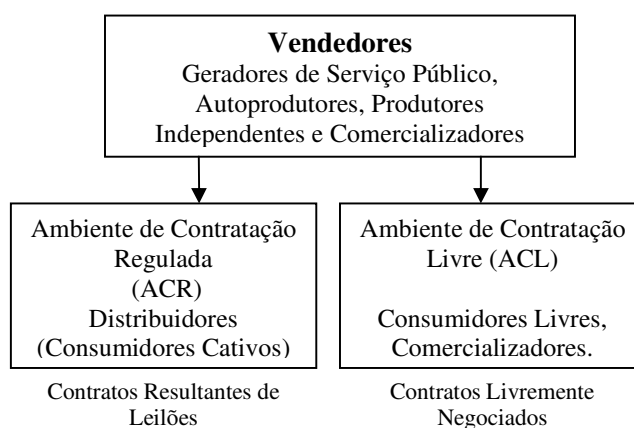 Vendedores
Geradores de Serviço Público,
Autoprodutores, Produtores
Independentes e Comercializadores
Ambiente de Contratação
Regulada
(ACR)
Distribuidores
(Consumidores Cativos)
Contratos Resultantes de
Leilões
Ambiente de Contratação
Livre (ACL)
Consumidores Livres,
Comercializadores.
Contratos Livremente
Negociados